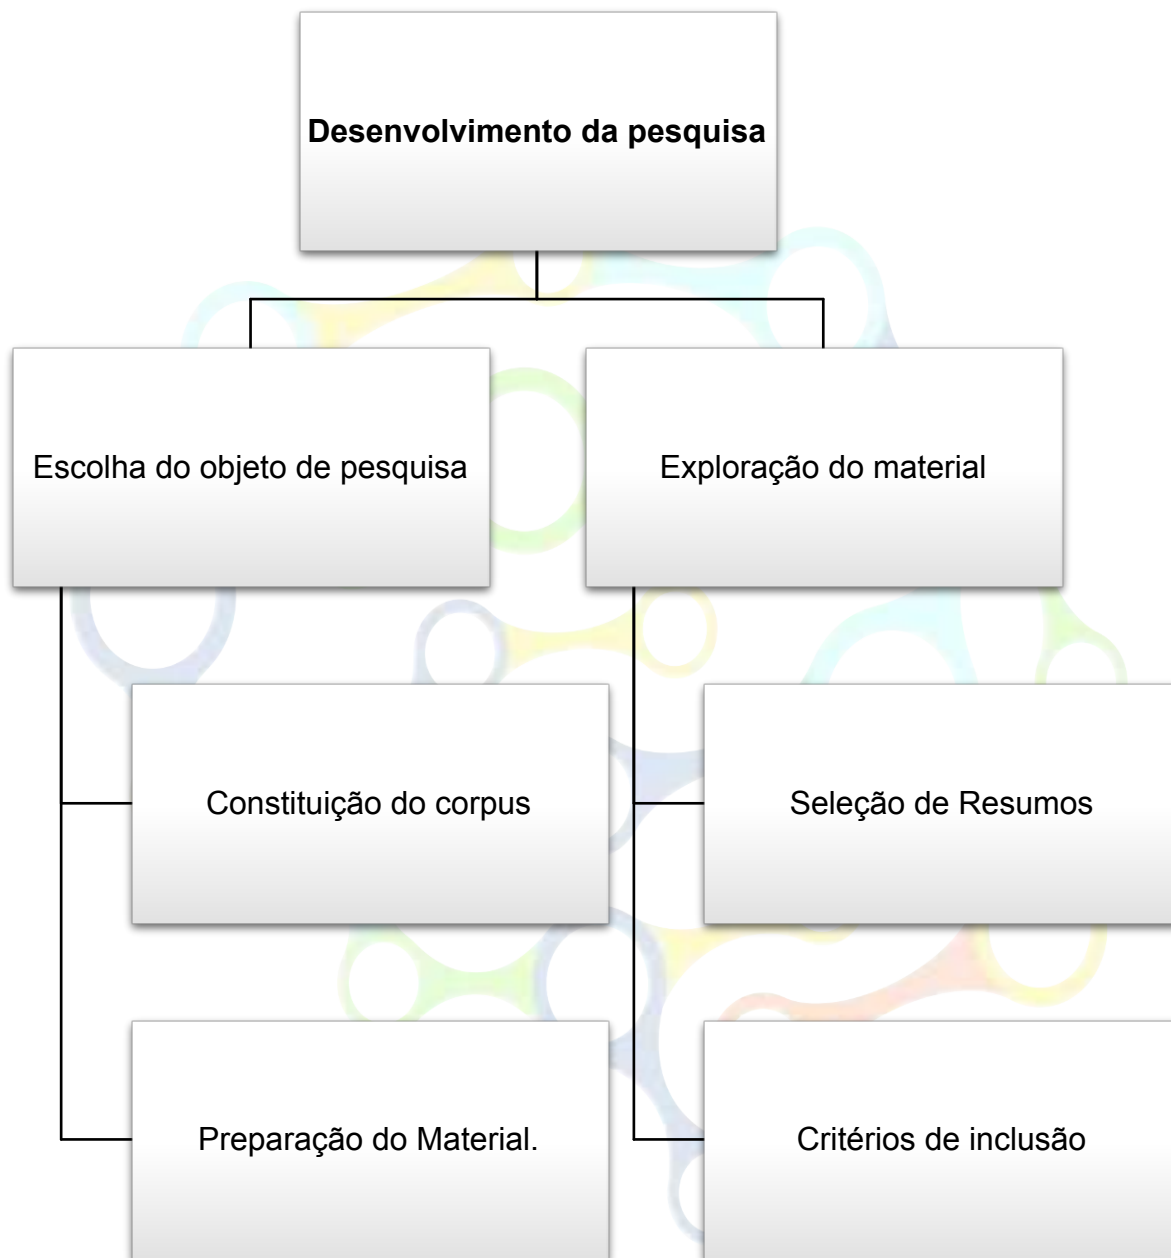 Desenvolvimento da pesquisa
Escolha do objeto de pesquisa
Exploração do material
Constituição do corpus
Seleção de Resumos
Preparação do Material.
Critérios de inclusão